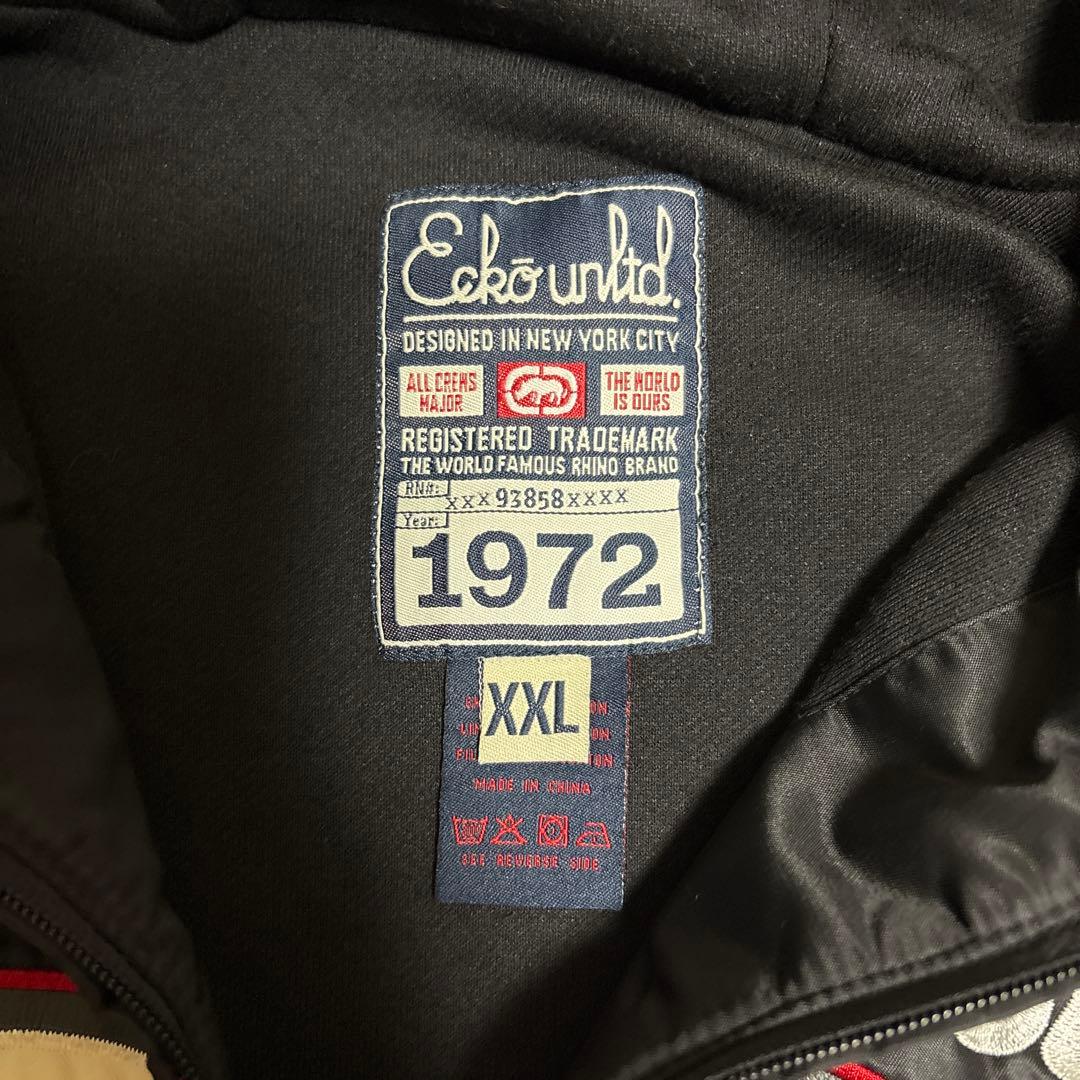 Eckō unltd.
DESIGNED IN NEW YORK CITY
ALL CREWS
MAJOR
THE WORLD
IS OURS
REGISTERED TRADEMARK
THE WORLD FAMOUS RHINO BRAND
RN#:
xxx93858xxxx
Year:
1972
XXL
MADE IN CHINA
SEE REVERSE SIDE